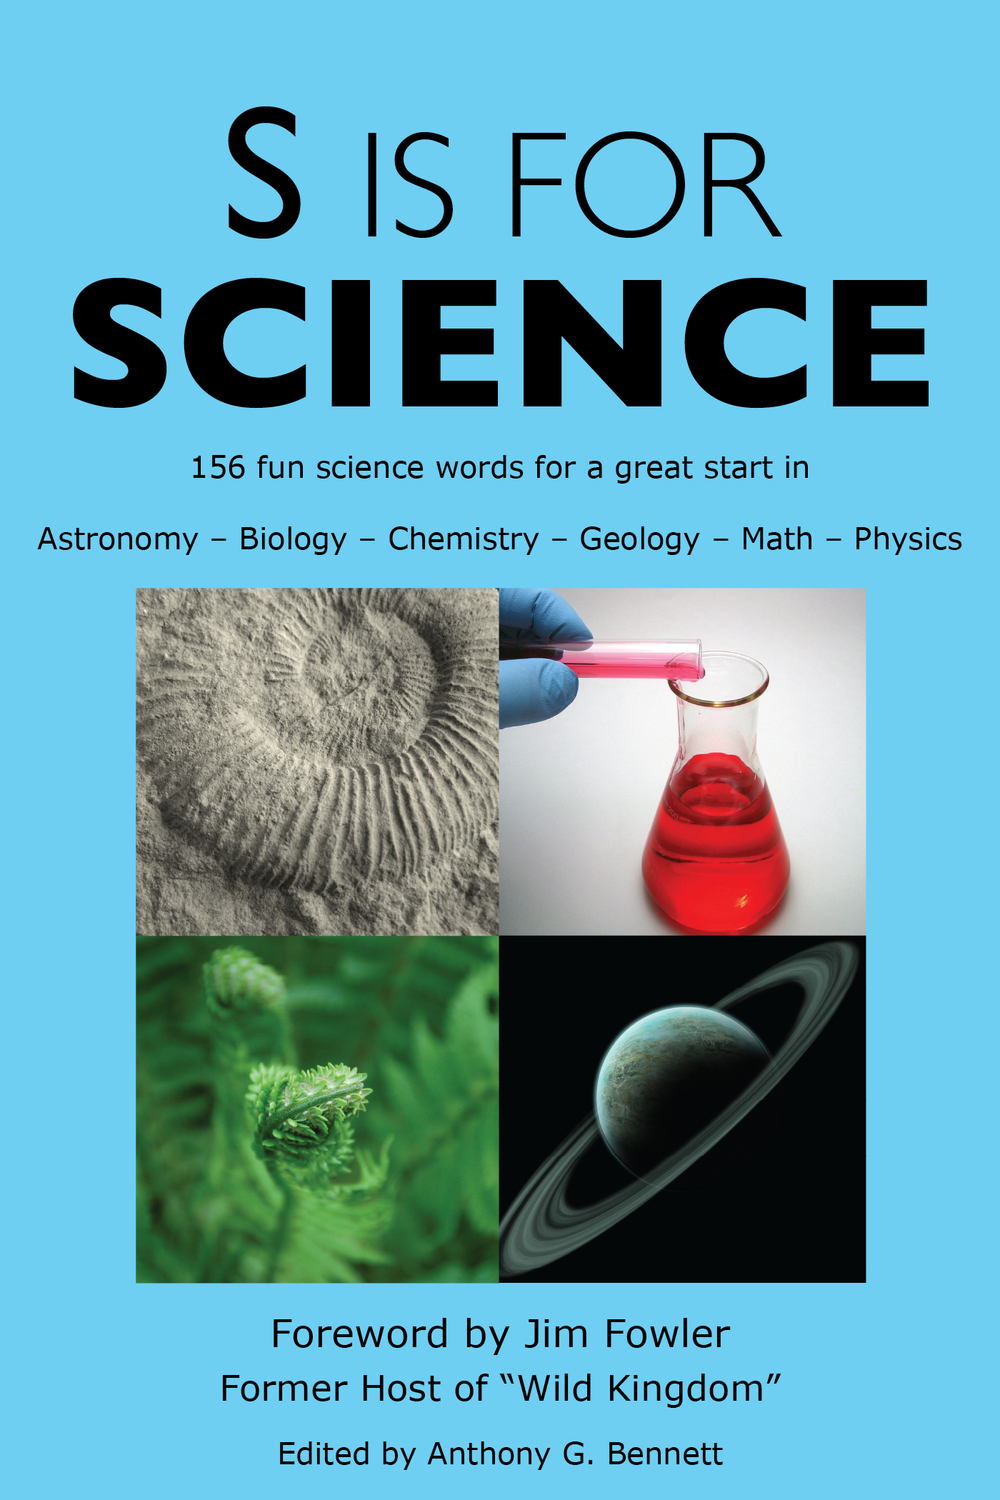 S IS FOR
SCIENCE
156 fun science words for a great start in
Astronomy – Biology – Chemistry – Geology – Math – Physics
Foreword by Jim Fowler
Former Host of “Wild Kingdom”
Edited by Anthony G. Bennett